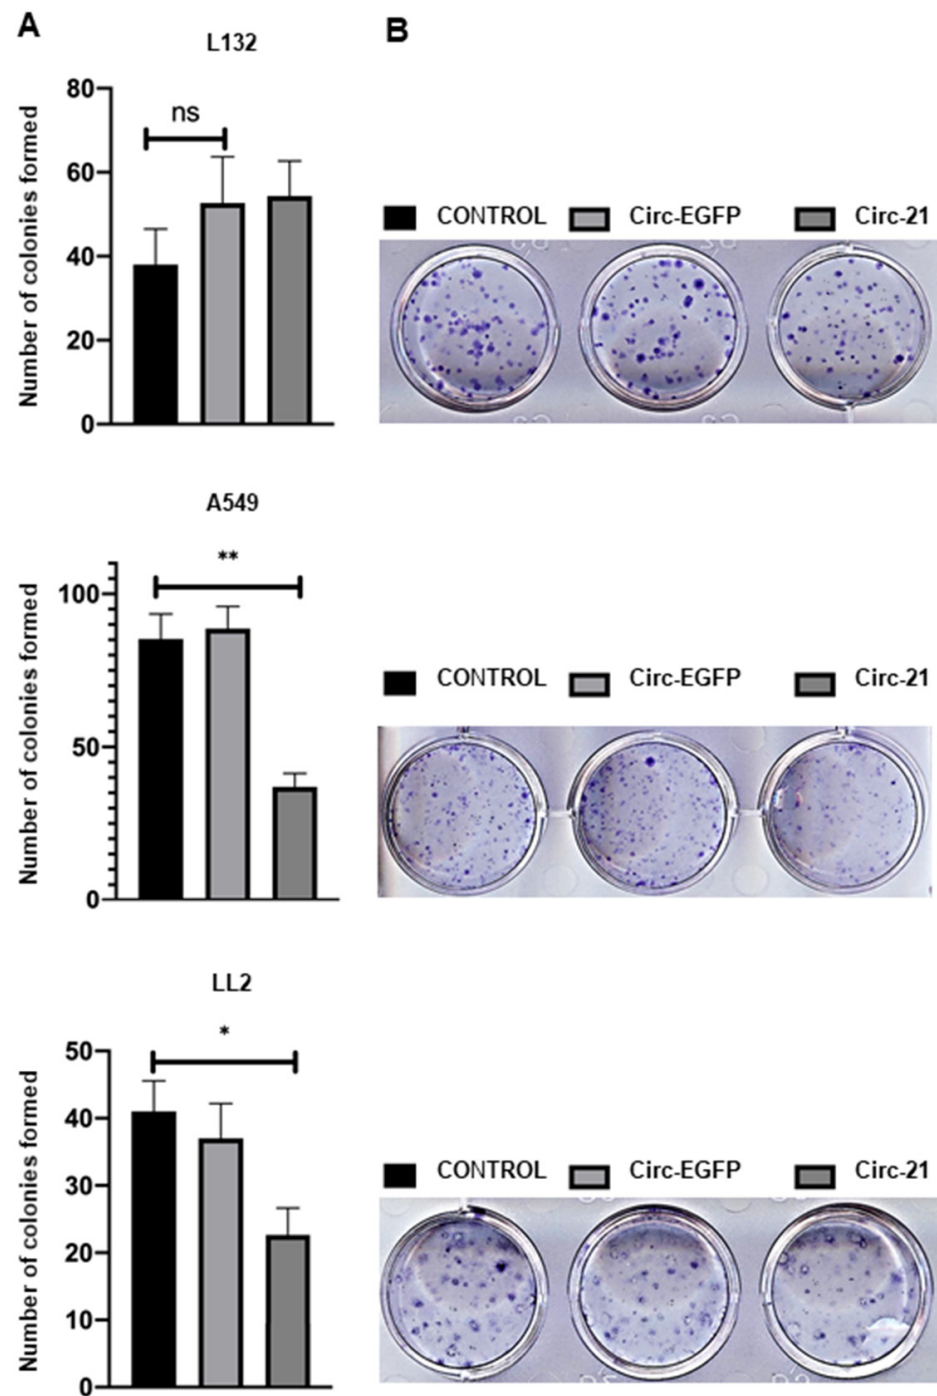 A
B
L132
80
60
40
20
0
Number of colonies formed
ns
CONTROL Circ-EGFP Circ-21
A549
**
100
50
0
Number of colonies formed
CONTROL Circ-EGFP Circ-21
LL2
*
50
40
30
20
10
0
Number of colonies formed
CONTROL Circ-EGFP Circ-21